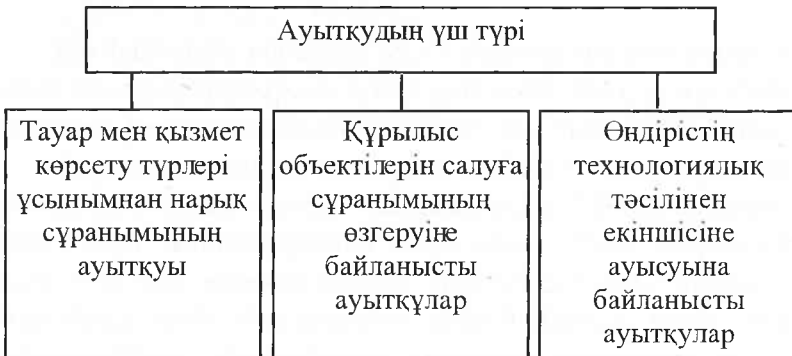 Ауытқудың үш түрі
Тауар мен қызмет
көрсету түрлері
ұсынымнан нарық
сұранымының
ауытқуы
Құрылыс
объектілерін салуға
сұранымының
өзгеруіне
байланысты
ауытқұлар
Өндірістің
технологиялық
тәсілінен
екіншісіне
ауысуына
байланысты
ауытқулар